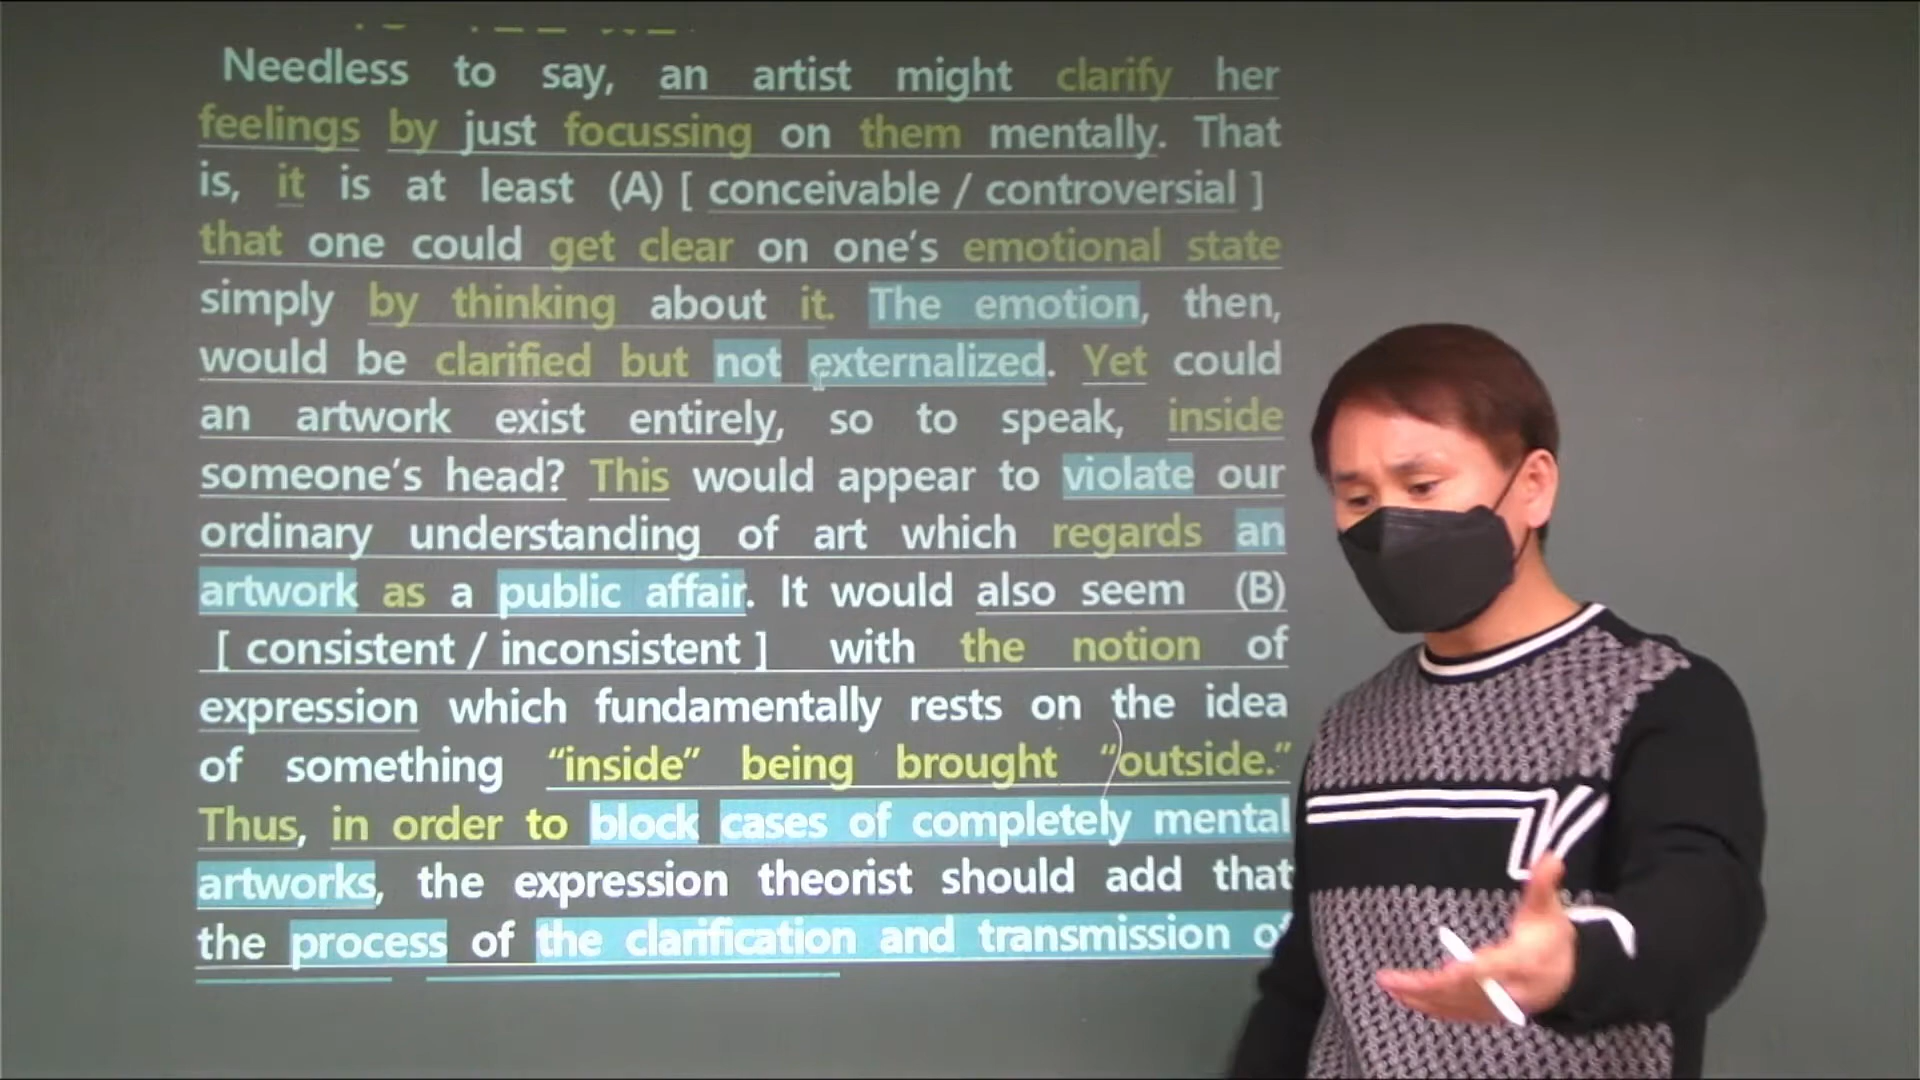 Needless to say, an artist might clarify her
feelings by just focussing on them mentally. That
is, it is at least (A) [ conceivable / controversial ]
that one could get clear on one's emotional state
simply by thinking about it. The emotion, then,
would be clarified but not externalized. Yet could
an artwork exist entirely, so to speak, inside
someone's head? This would appear to violate our
ordinary understanding of art which regards an
artwork as a public affair. It would also seem (B)
[ consistent / inconsistent ] with the notion of
expression which fundamentally rests on the idea
of something “inside” being brought “outside.”
Thus, in order to block cases of completely mental
artworks, the expression theorist should add that
the process of the clarification and transmission of